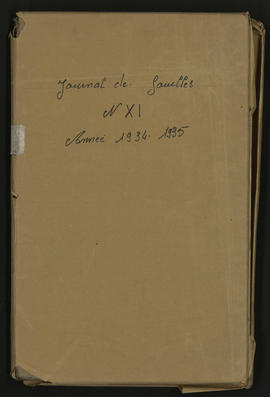 Journal de fouilles
N XI
Année 1934. 1935